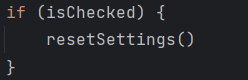 if (isChecked) {
    resetSettings()
}